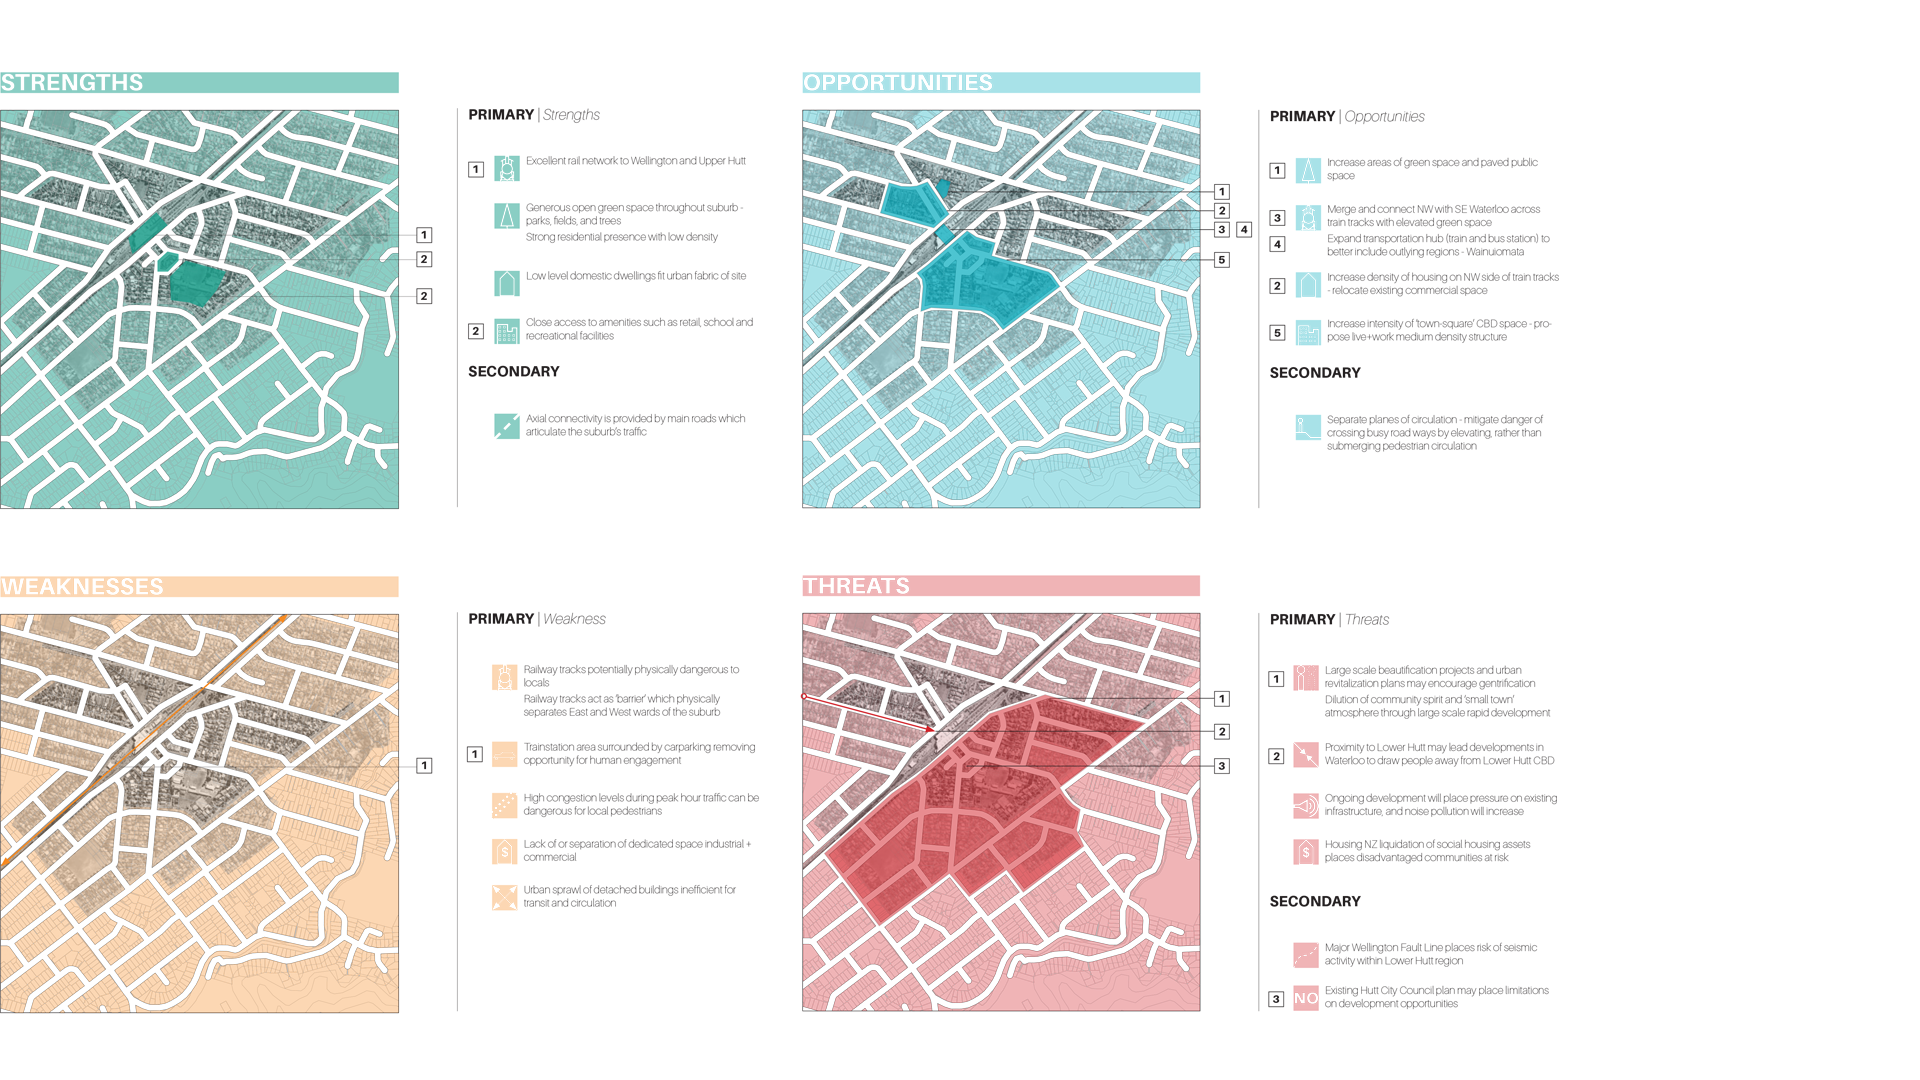 STRENGTHS
1
2
2
PRIMARY | Strengths
1
Excellent rail network to Wellington and Upper Hutt
Generous open green space throughout suburb -
parks, fields, and trees
Strong residential presence with low density
Low level domestic dwellings fit urban fabric of site
2
Close access to amenities such as retail, school and
recreational facilities
SECONDARY
Axial connectivity is provided by main roads which
articulate the suburb's traffic
OPPORTUNITIES
1
2
3 4
5
PRIMARY | Opportunities
1
Increase areas of green space and paved public
space
3
Merge and connect NW with SE Waterloo across
train tracks with elevated green space
4
Expand transportation hub (train and bus station) to
better include outlying regions - Wainuiomata
2
Increase density of housing on NW side of train tracks
- relocate existing commercial space
5
Increase intensity of 'town-square' CBD space - pro-
pose live+work medium density structure
SECONDARY
Separate planes of circulation - mitigate danger of
crossing busy road ways by elevating, rather than
submerging pedestrian circulation
WEAKNESSES
1
PRIMARY | Weakness
Railway tracks potentially physically dangerous to
locals
Railway tracks act as 'barrier' which physically
separates East and West wards of the suburb
1
Trainstation area surrounded by carparking removing
opportunity for human engagement
High congestion levels during peak hour traffic can be
dangerous for local pedestrians
$
Lack of or separation of dedicated space industrial +
commercial
Urban sprawl of detached buildings inefficient for
transit and circulation
THREATS
1
2
3
PRIMARY | Threats
1
Large scale beautification projects and urban
revitalization plans may encourage gentrification
Dilution of community spirit and 'small town'
atmosphere through large scale rapid development
2
Proximity to Lower Hutt may lead developments in
Waterloo to draw people away from Lower Hutt CBD
Ongoing development will place pressure on existing
infrastructure, and noise pollution will increase
$
Housing NZ liquidation of social housing assets
places disadvantaged communities at risk
SECONDARY
Major Wellington Fault Line places risk of seismic
activity within Lower Hutt region
3
NO
Existing Hutt City Council plan may place limitations
on development opportunities